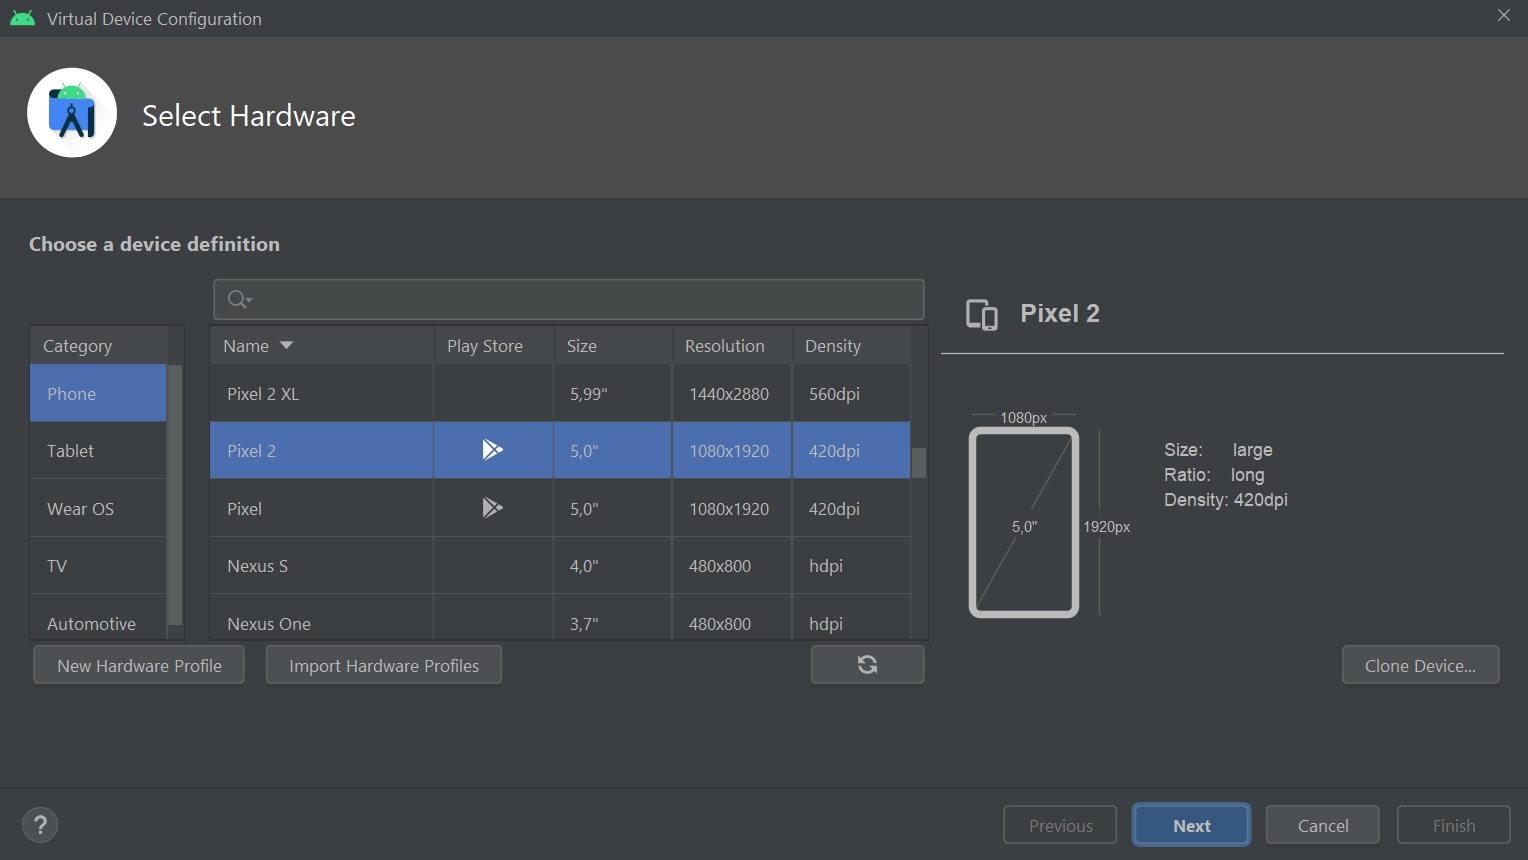 Virtual Device Configuration
Select Hardware
Choose a device definition
Category
Phone
Tablet
Wear OS
TV
Automotive
Name Play Store Size Resolution Density
Pixel 2 XL 5,99" 1440x2880 560dpi
Pixel 2 5,0" 1080x1920 420dpi
Pixel 5,0" 1080x1920 420dpi
Nexus S 4,0" 480x800 hdpi
Nexus One 3,7" 480x800 hdpi
New Hardware Profile Import Hardware Profiles
Pixel 2
1080px
5,0"
1920px
Size: large
Ratio: long
Density: 420dpi
Clone Device...
? Previous Next Cancel Finish